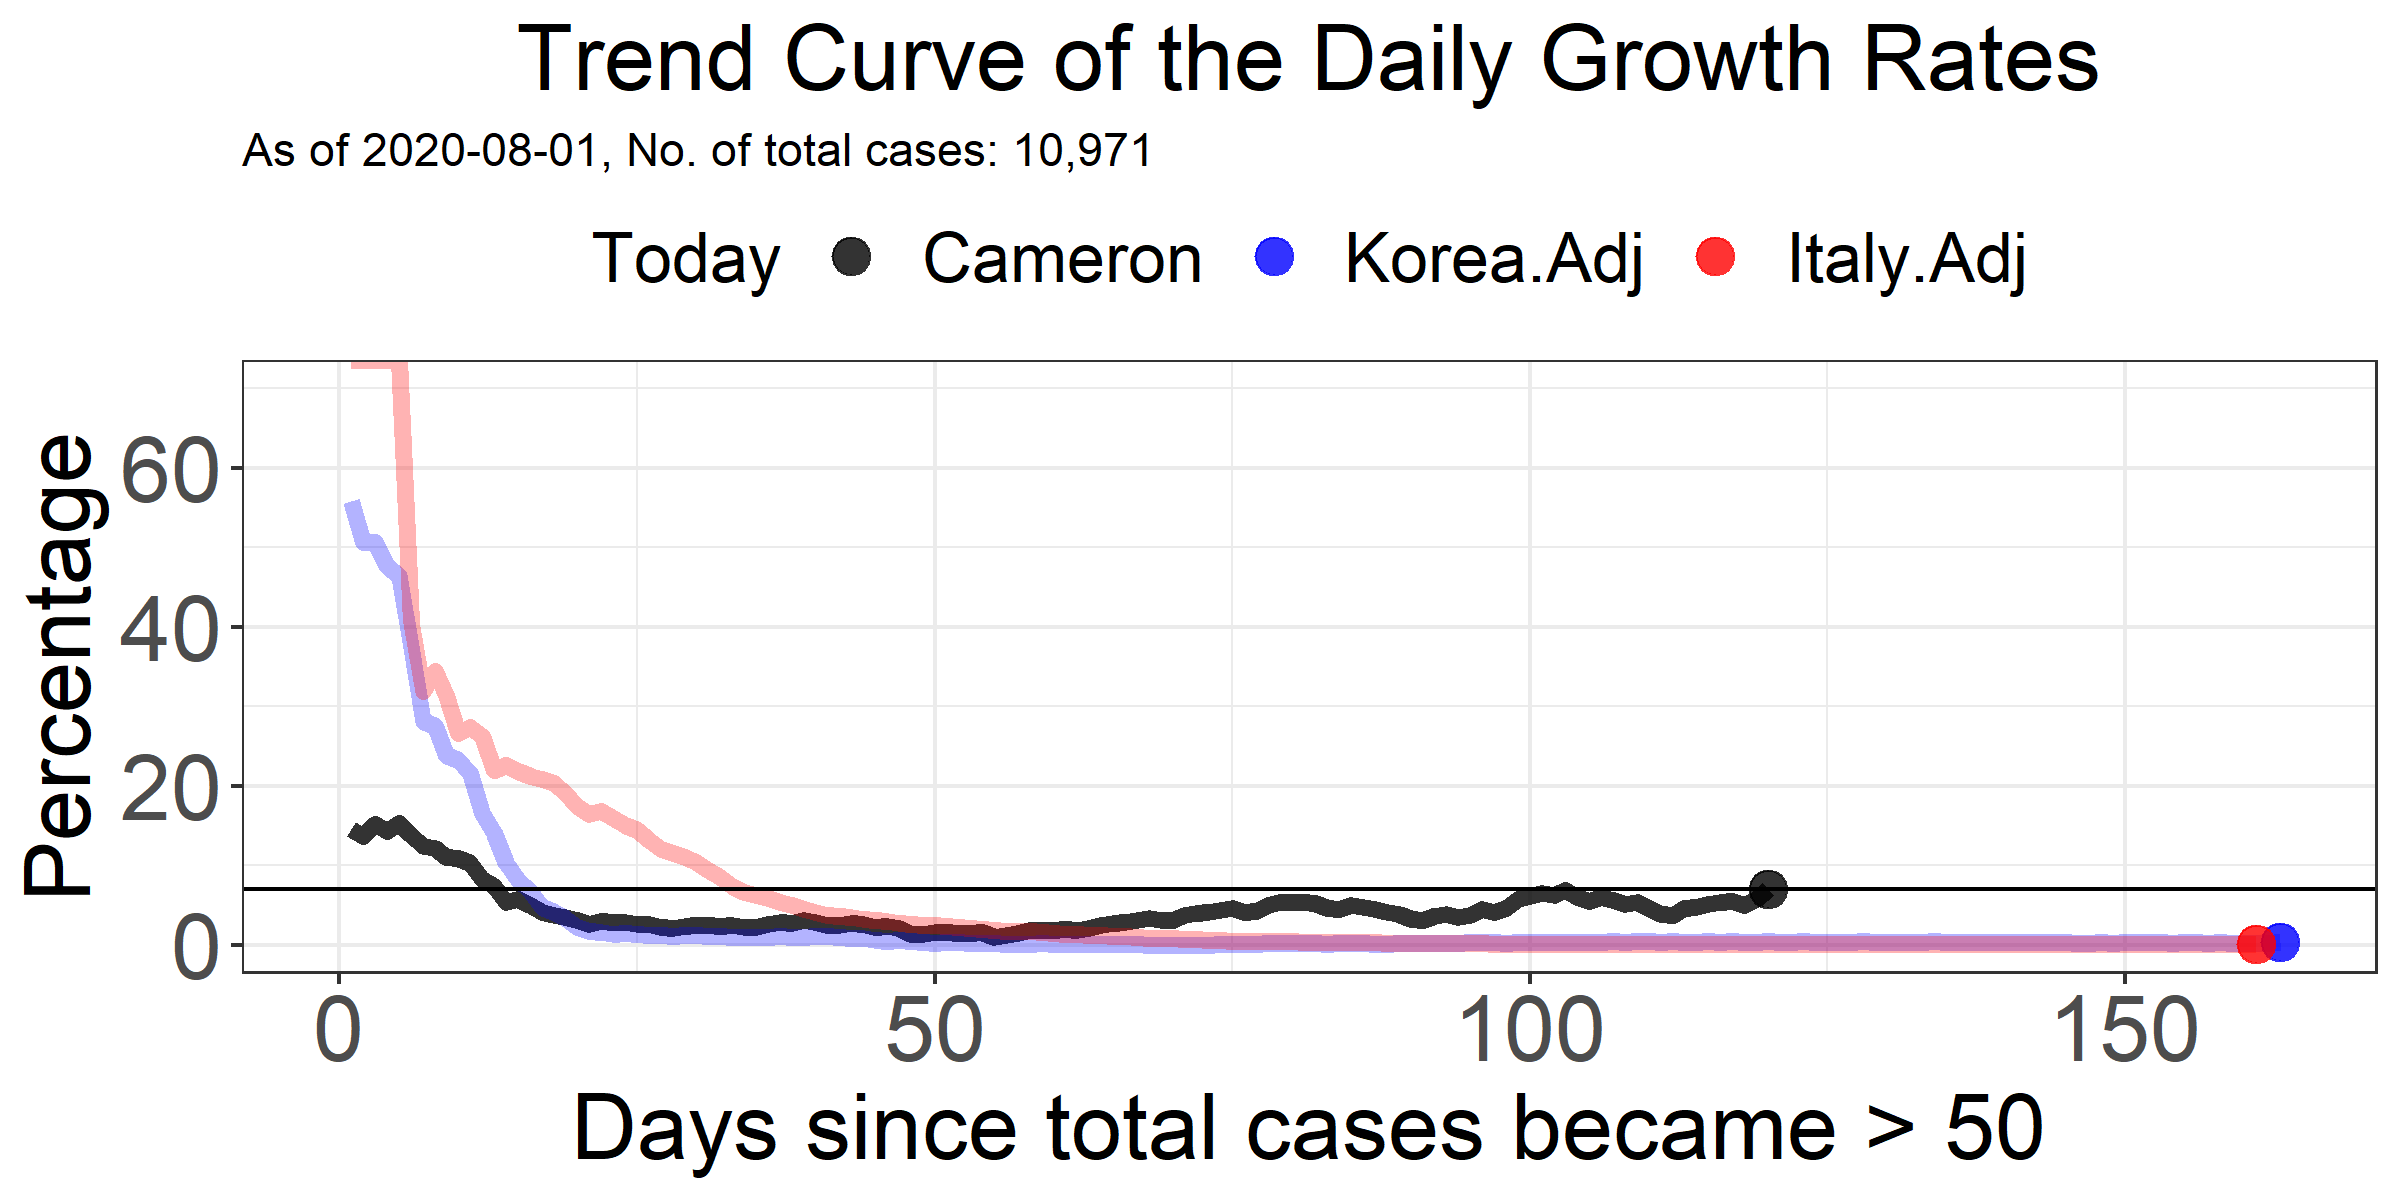 Trend Curve of the Daily Growth Rates
As of 2020-08-01, No. of total cases: 10,971
Today Cameron Korea.Adj Italy.Adj
Percentage
60
40
20
0
0 50 100 150
Days since total cases became > 50